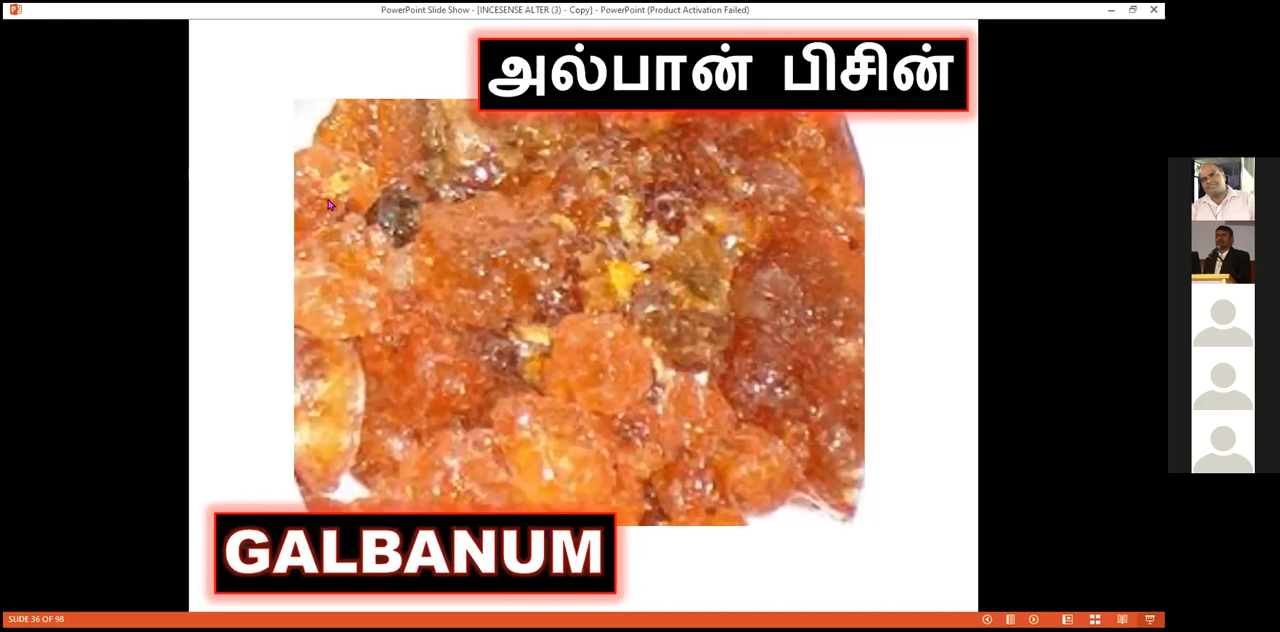 PowerPoint Slide Show - [INCESENSE ALTER (3) - Copy] - PowerPoint (Product Activation Failed)
அல்பான் பிசின்
GALBANUM
SLIDE 36 OF 98